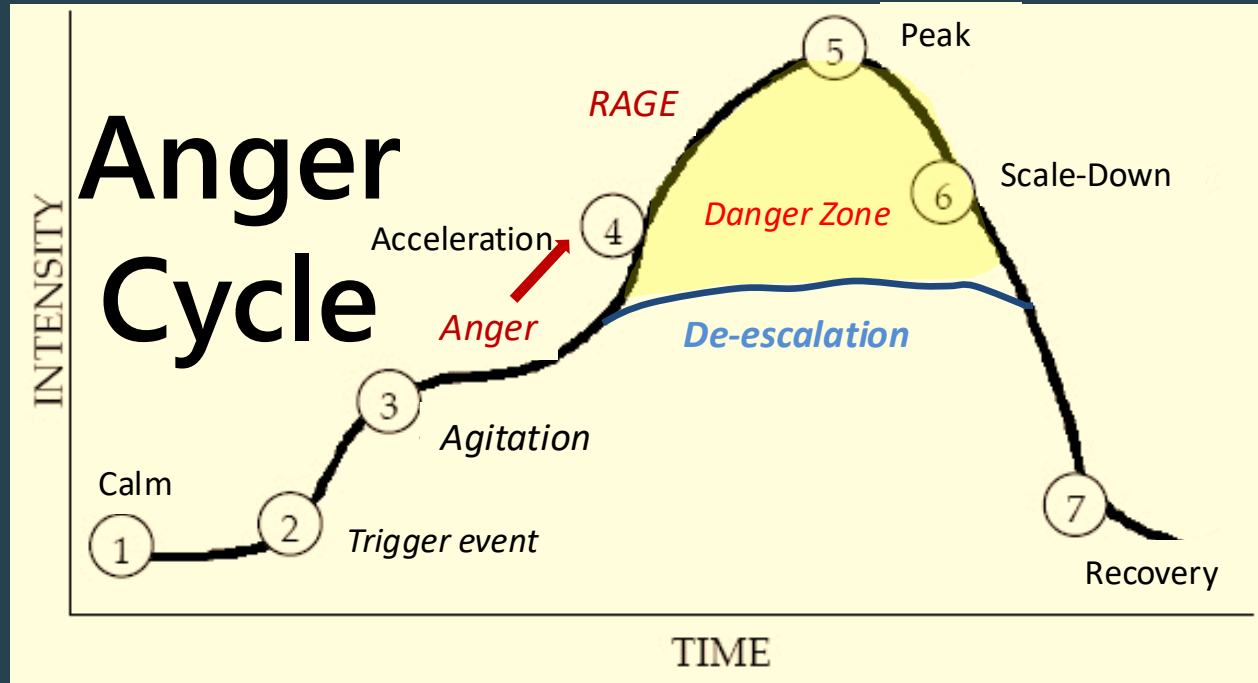 Anger
Cycle
INTENSITY
TIME
1
Calm
2
Trigger event
3
Agitation
Anger
4
Acceleration
RAGE
5
Peak
Danger Zone
De-escalation
6
Scale-Down
7
Recovery